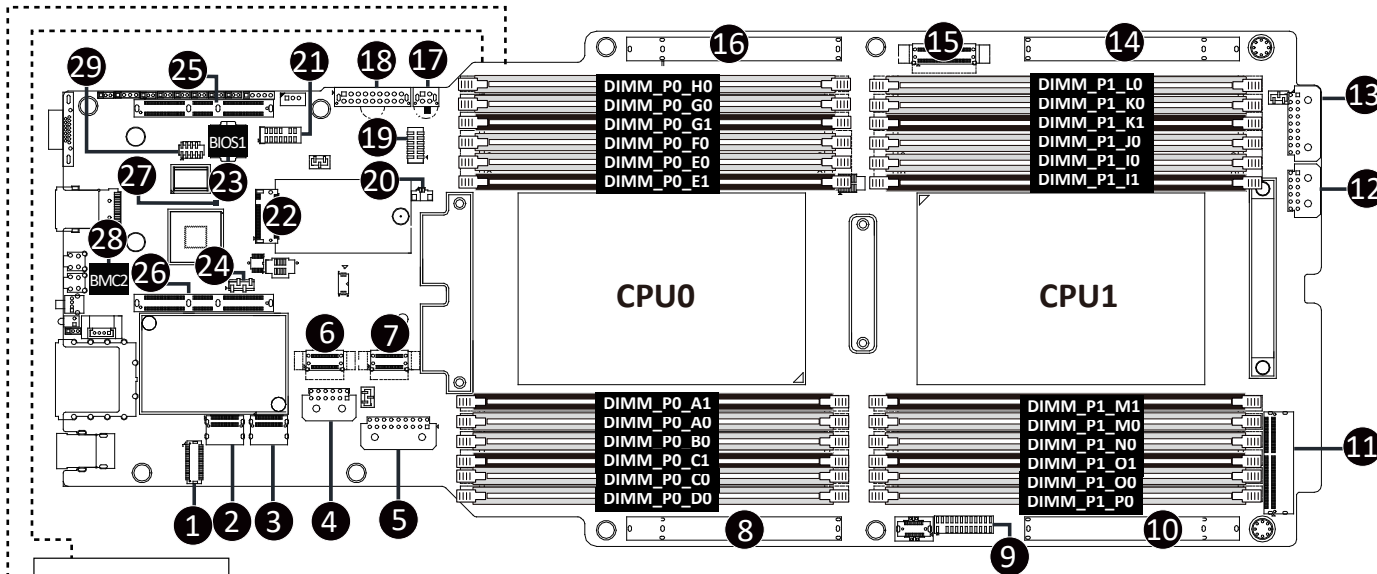 16
15
14
18
17
29
25
21
13
DIMM_P0_H0
DIMM_P0_G0
DIMM_P0_G1
DIMM_P0_F0
DIMM_P0_E0
DIMM_P0_E1
DIMM_P1_L0
DIMM_P1_K0
DIMM_P1_K1
DIMM_P1_J0
DIMM_P1_I0
DIMM_P1_I1
BIOS1
19
27
23
20
12
22
28
24
BMC2
26
CPU0
CPU1
6
7
DIMM_P0_A1
DIMM_P0_A0
DIMM_P0_B0
DIMM_P0_C1
DIMM_P0_C0
DIMM_P0_D0
DIMM_P1_M1
DIMM_P1_M0
DIMM_P1_N0
DIMM_P1_O1
DIMM_P1_O0
DIMM_P1_P0
11
1
2
3
4
5
8
9
10